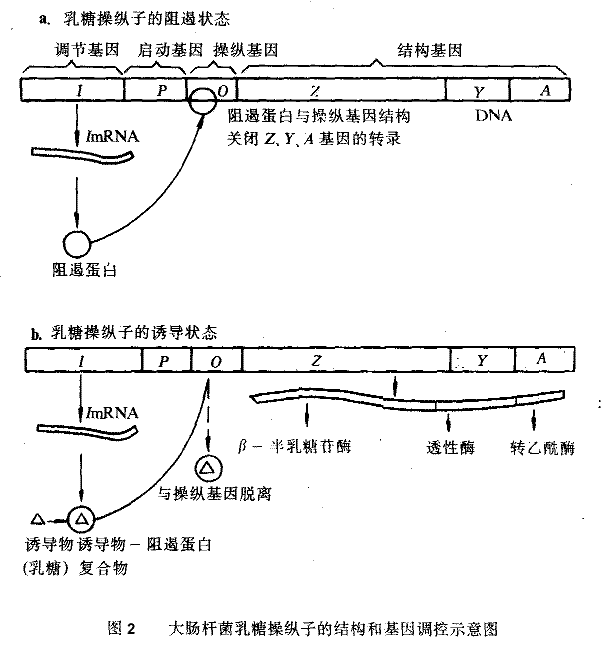 a. 乳糖操纵子的阻遏状态
调节基因 启动基因 操纵基因 结构基因
I P O Z Y A
阻遏蛋白与操纵基因结构 DNA
关闭 Z、Y、A 基因的转录
ImRNA
阻遏蛋白
b. 乳糖操纵子的诱导状态
I P O Z Y A
ImRNA
β－半乳糖苷酶 透性酶 转乙酰酶
与操纵基因脱离
诱导物 诱导物－阻遏蛋白
(乳糖) 复合物
图 2 大肠杆菌乳糖操纵子的结构和基因调控示意图